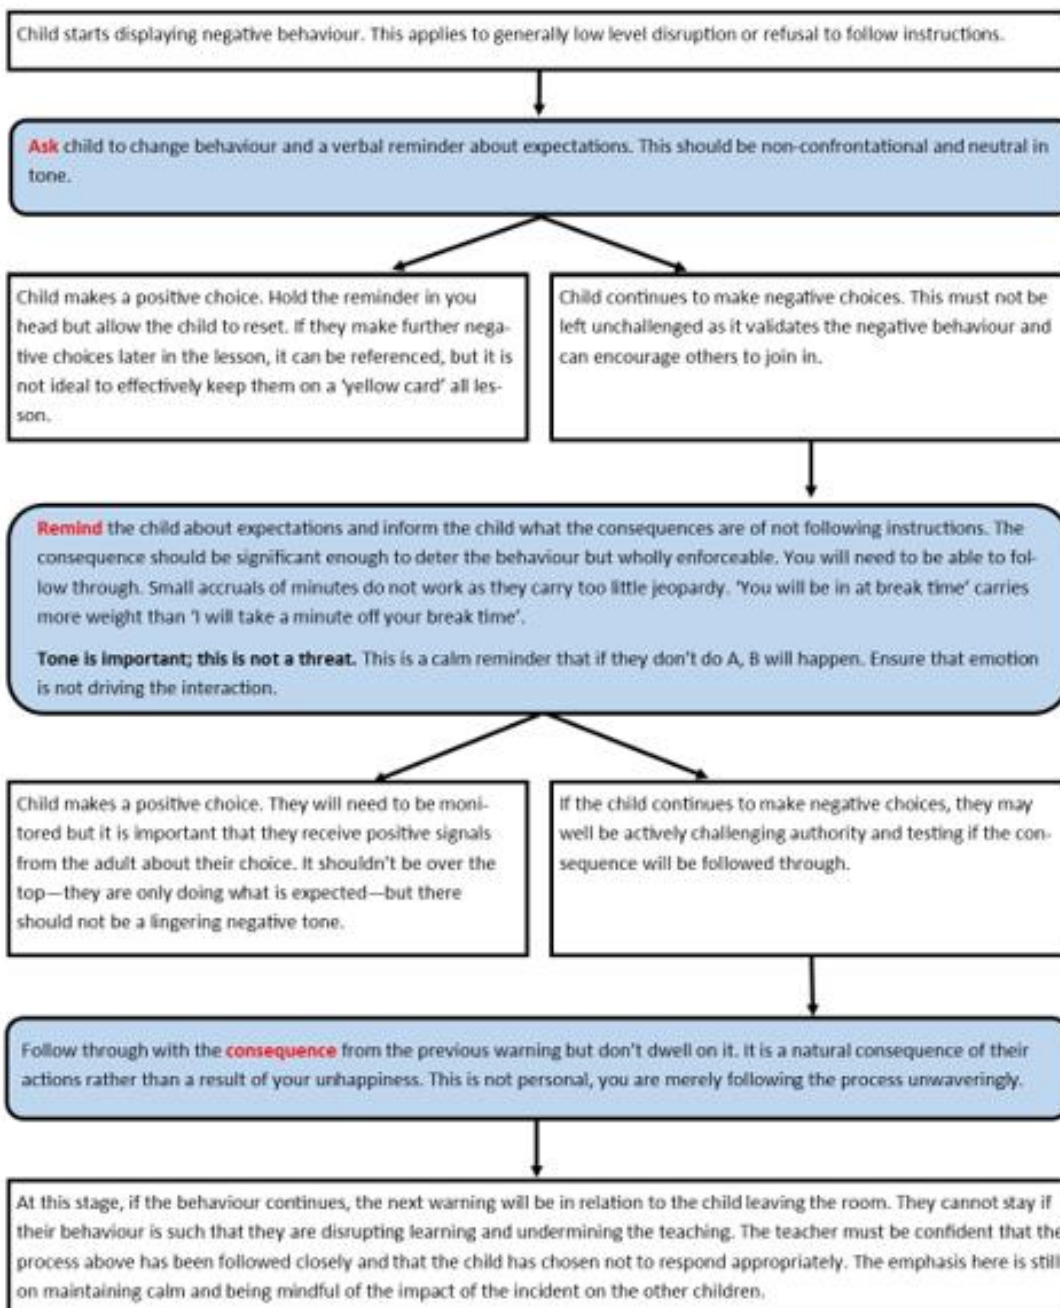 Child starts displaying negative behaviour. This applies to generally low level disruption or refusal to follow instructions.
Ask child to change behaviour and a verbal reminder about expectations. This should be non-confrontational and neutral in
tone.
Child makes a positive choice. Hold the reminder in you
head but allow the child to reset. If they make further nega-
tive choices later in the lesson, it can be referenced, but it is
not ideal to effectively keep them on a 'yellow card' all les-
son.
Child continues to make negative choices. This must not be
left unchallenged as it validates the negative behaviour and
can encourage others to join in.
Remind the child about expectations and inform the child what the consequences are of not following instructions. The
consequence should be significant enough to deter the behaviour but wholly enforceable. You will need to be able to fol-
low through. Small accruals of minutes do not work as they carry too little jeopardy. 'You will be in at break time' carries
more weight than 'I will take a minute off your break time'.
Tone is important; this is not a threat. This is a calm reminder that if they don't do A, B will happen. Ensure that emotion
is not driving the interaction.
Child makes a positive choice. They will need to be moni-
tored but it is important that they receive positive signals
from the adult about their choice. It shouldn't be over the
top—they are only doing what is expected—but there
should not be a lingering negative tone.
If the child continues to make negative choices, they may
well be actively challenging authority and testing if the con-
sequence will be followed through.
Follow through with the consequence from the previous warning but don't dwell on it. It is a natural consequence of their
actions rather than a result of your unhappiness. This is not personal, you are merely following the process unwaveringly.
At this stage, if the behaviour continues, the next warning will be in relation to the child leaving the room. They cannot stay if
their behaviour is such that they are disrupting learning and undermining the teaching. The teacher must be confident that the
process above has been followed closely and that the child has chosen not to respond appropriately. The emphasis here is still
on maintaining calm and being mindful of the impact of the incident on the other children.